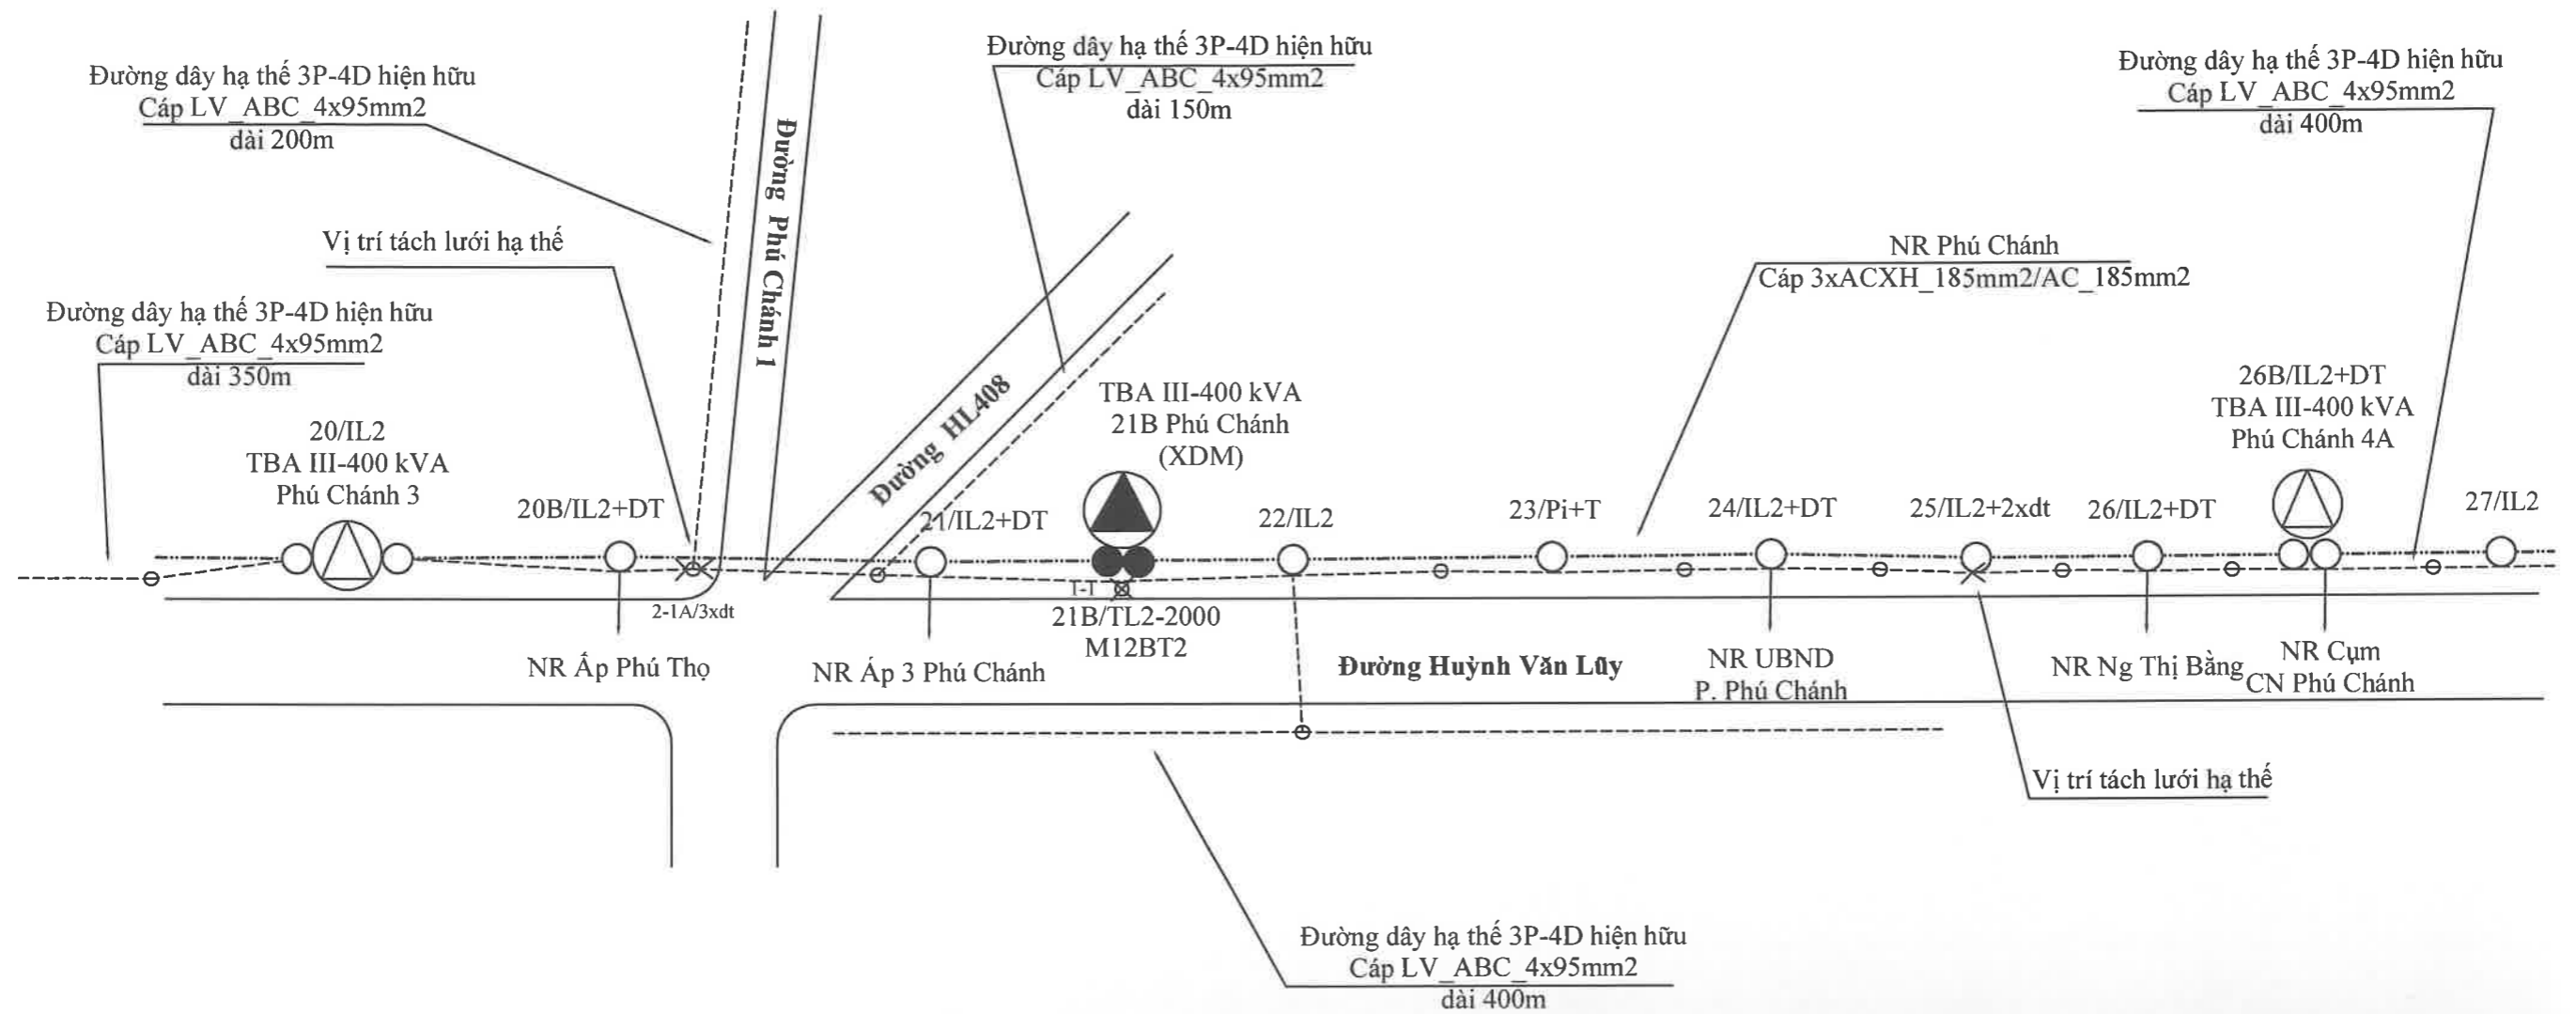 Đường dây hạ thế 3P-4D hiện hữu
Cáp LV_ABC_4x95mm2
dài 200m
Đường dây hạ thế 3P-4D hiện hữu
Cáp LV_ABC_4x95mm2
dài 150m
Đường dây hạ thế 3P-4D hiện hữu
Cáp LV_ABC_4x95mm2
dài 400m
Đường Phú Chánh 1
Vị trí tách lưới hạ thế
NR Phú Chánh
Cáp 3xACXH_185mm2/AC_185mm2
Đường dây hạ thế 3P-4D hiện hữu
Cáp LV_ABC_4x95mm2
dài 350m
Đường HL408
TBA III-400 kVA
21B Phú Chánh
(XDM)
26B/IL2+DT
TBA III-400 kVA
Phú Chánh 4A
20/IL2
TBA III-400 kVA
Phú Chánh 3
20B/IL2+DT
21/IL2+DT
22/IL2
23/Pi+T
24/IL2+DT
25/IL2+2xdt
26/IL2+DT
27/IL2
2-1A/3xdt
1-1
21B/TL2-2000
M12BT2
NR Ấp Phú Thọ
NR Ấp 3 Phú Chánh
Đường Huỳnh Văn Lũy
NR UBND
P. Phú Chánh
NR Ng Thị Bằng
NR Cụm
CN Phú Chánh
Vị trí tách lưới hạ thế
Đường dây hạ thế 3P-4D hiện hữu
Cáp LV_ABC_4x95mm2
dài 400m